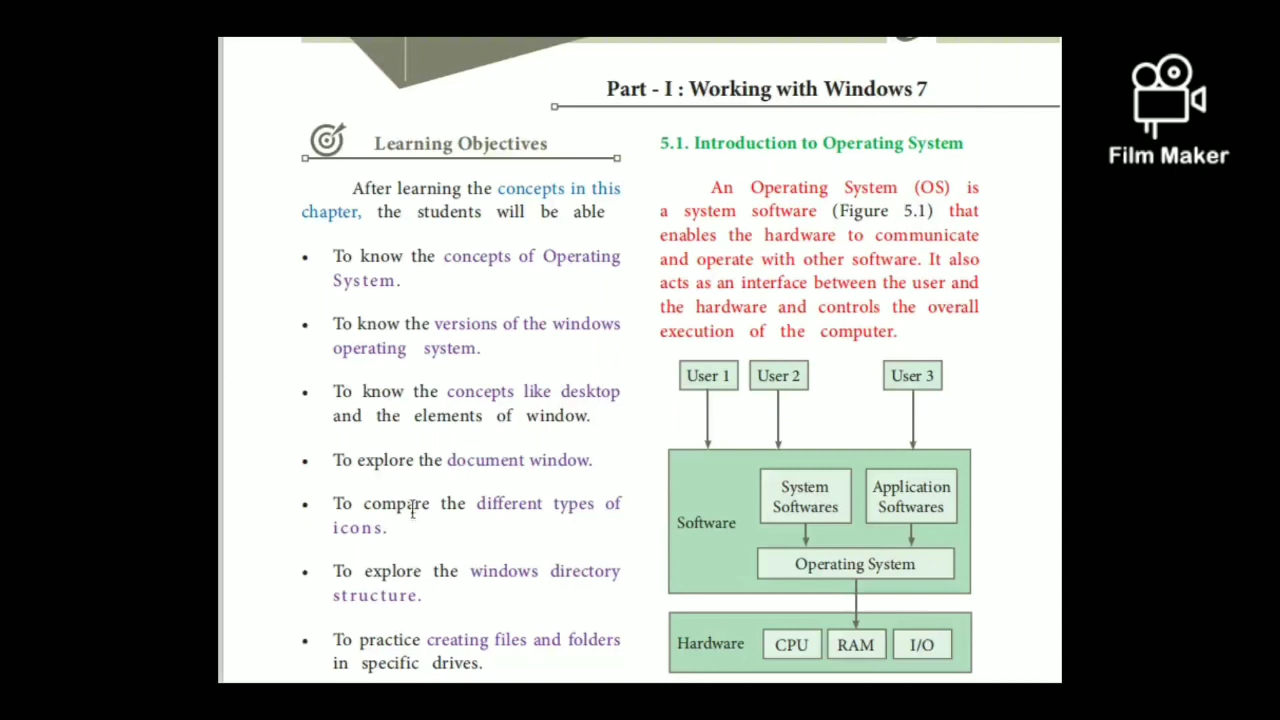 Part - I : Working with Windows 7
Learning Objectives
After learning the concepts in this
chapter, the students will be able
• To know the concepts of Operating
System.
• To know the versions of the windows
operating system.
• To know the concepts like desktop
and the elements of window.
• To explore the document window.
• To compare the different types of
icons.
• To explore the windows directory
structure.
• To practice creating files and folders
in specific drives.
5.1. Introduction to Operating System
An Operating System (OS) is
a system software (Figure 5.1) that
enables the hardware to communicate
and operate with other software. It also
acts as an interface between the user and
the hardware and controls the overall
execution of the computer.
User 1 User 2 User 3
System
Softwares
Application
Softwares
Software
Operating System
Hardware CPU RAM I/O
Film Maker